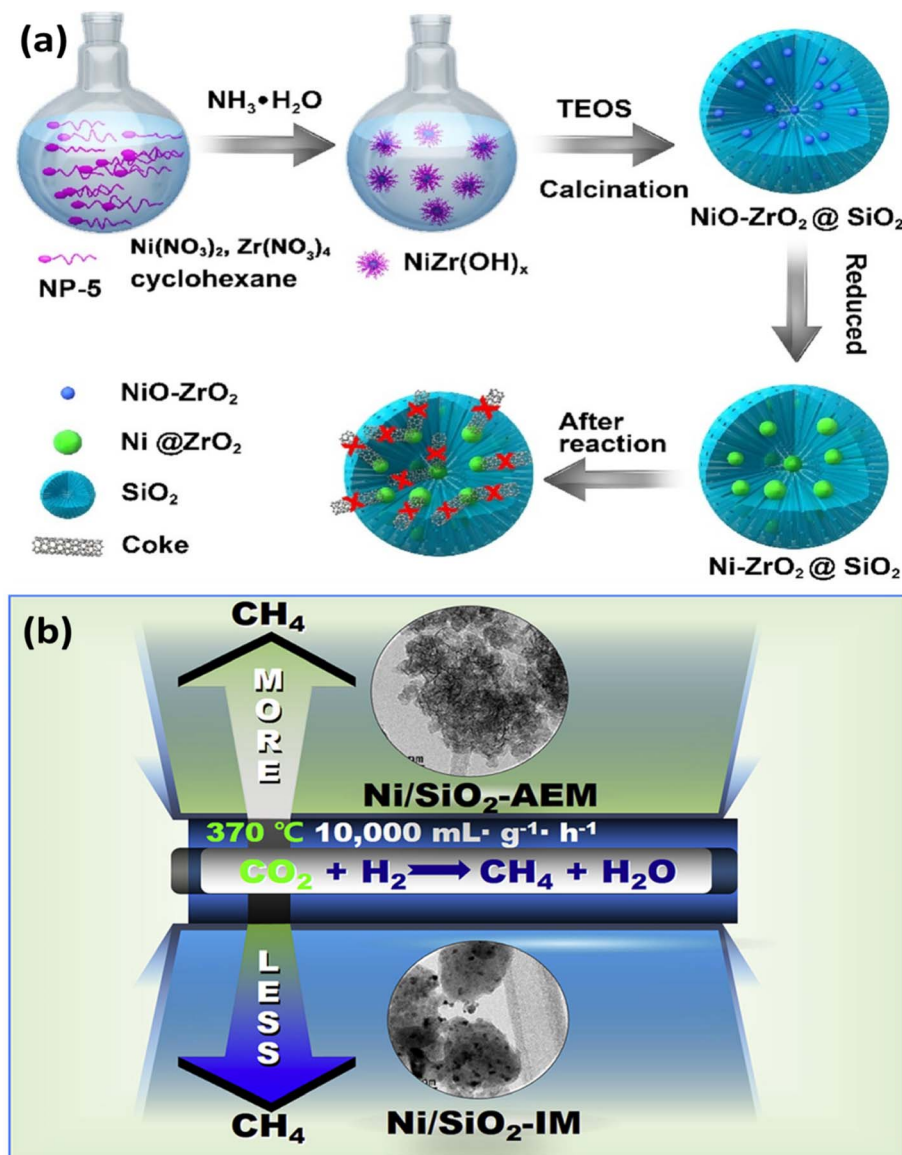 (a)
NH₃•H₂O
TEOS
Calcination
NiO-ZrO₂@ SiO₂
NP-5
Ni(NO₃)₂, Zr(NO₃)₄
cyclohexane
NiZr(OH)ₓ
Reduced
NiO-ZrO₂
Ni @ZrO₂
SiO₂
Coke
After
reaction
Ni-ZrO₂@ SiO₂
(b)
CH₄
MORE
Ni/SiO₂-AEM
370 ℃ 10,000 mL· g⁻¹· h⁻¹
CO₂ + H₂ → CH₄ + H₂O
LESS
CH₄
Ni/SiO₂-IM